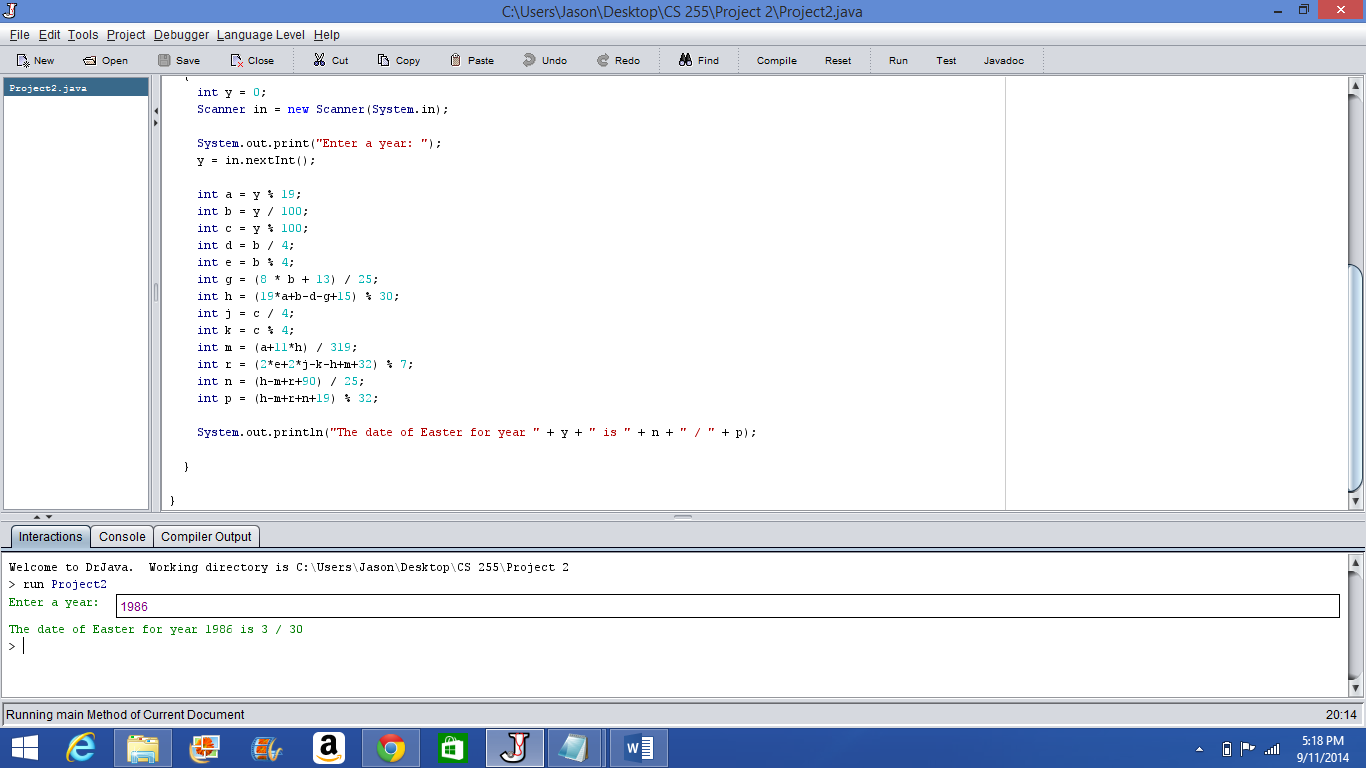 C:\Users\Jason\Desktop\CS 255\Project 2\Project2.java
File Edit Tools Project Debugger Language Level Help
New Open Save Close Cut Copy Paste Undo Redo Find Compile Reset Run Test Javadoc
Project2.java
{
int y = 0;
Scanner in = new Scanner(System.in);
System.out.print("Enter a year: ");
y = in.nextInt();
int a = y % 19;
int b = y / 100;
int c = y % 100;
int d = b / 4;
int e = b % 4;
int g = (8 * b + 13) / 25;
int h = (19*a+b-d-g+15) % 30;
int j = c / 4;
int k = c % 4;
int m = (a+11*h) / 319;
int r = (2*e+2*j-k-h+m+32) % 7;
int n = (h-m+r+90) / 25;
int p = (h-m+r+n+19) % 32;
System.out.println("The date of Easter for year " + y + " is " + n + " / " + p);
}
}
Interactions Console Compiler Output
Welcome to DrJava.  Working directory is C:\Users\Jason\Desktop\CS 255\Project 2
> run Project2
Enter a year: 1986
The date of Easter for year 1986 is 3 / 30
>
Running main Method of Current Document 20:14
5:18 PM
9/11/2014